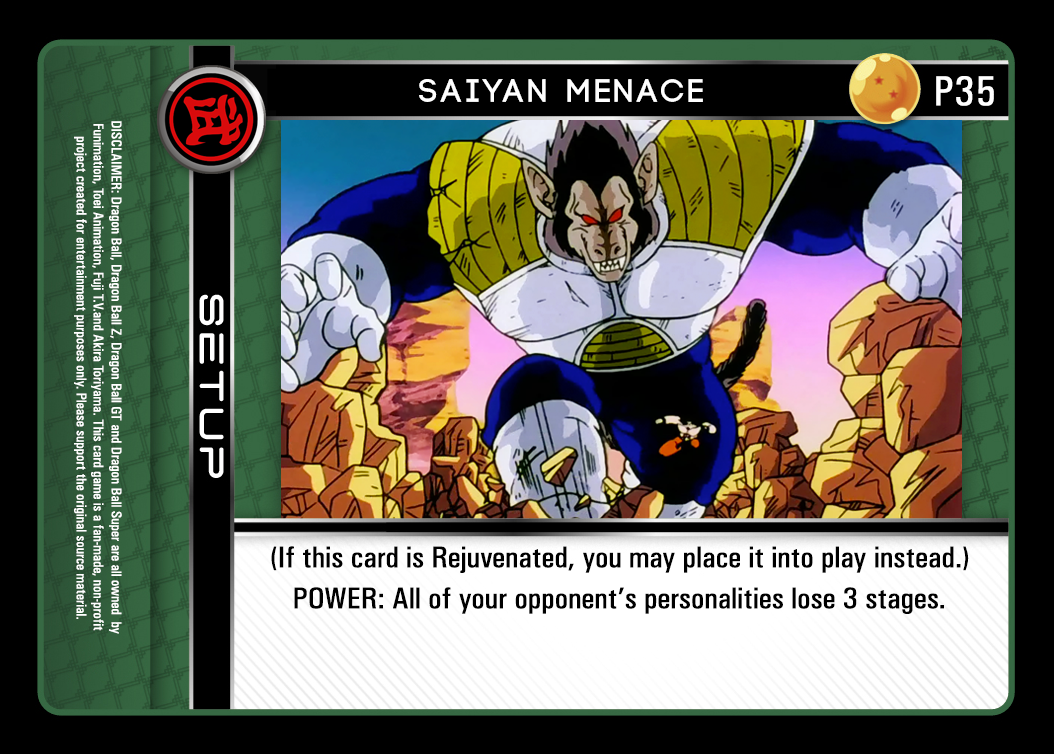 SAIYAN MENACE
P35
SETUP
(If this card is Rejuvenated, you may place it into play instead.)
POWER: All of your opponent's personalities lose 3 stages.
DISCLAIMER: Dragon Ball, Dragon Ball Z, Dragon Ball GT and Dragon Ball Super are all owned by
Funimation, Toei Animation, Fuji T.V.and Akira Toriyama. This card game is a fan-made, non-profit
project created for entertainment purposes only. Please support the original source material.